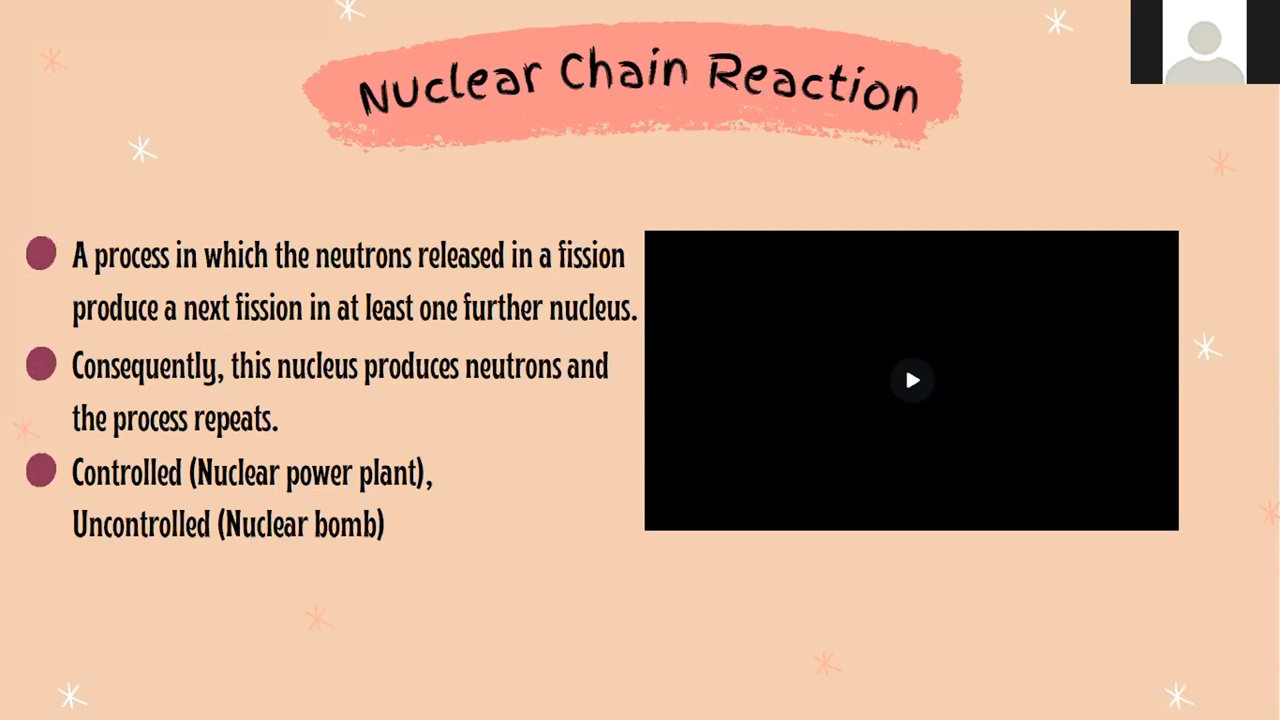 Nuclear Chain Reaction
A process in which the neutrons released in a fission
produce a next fission in at least one further nucleus.
Consequently, this nucleus produces neutrons and
the process repeats.
Controlled (Nuclear power plant),
Uncontrolled (Nuclear bomb)